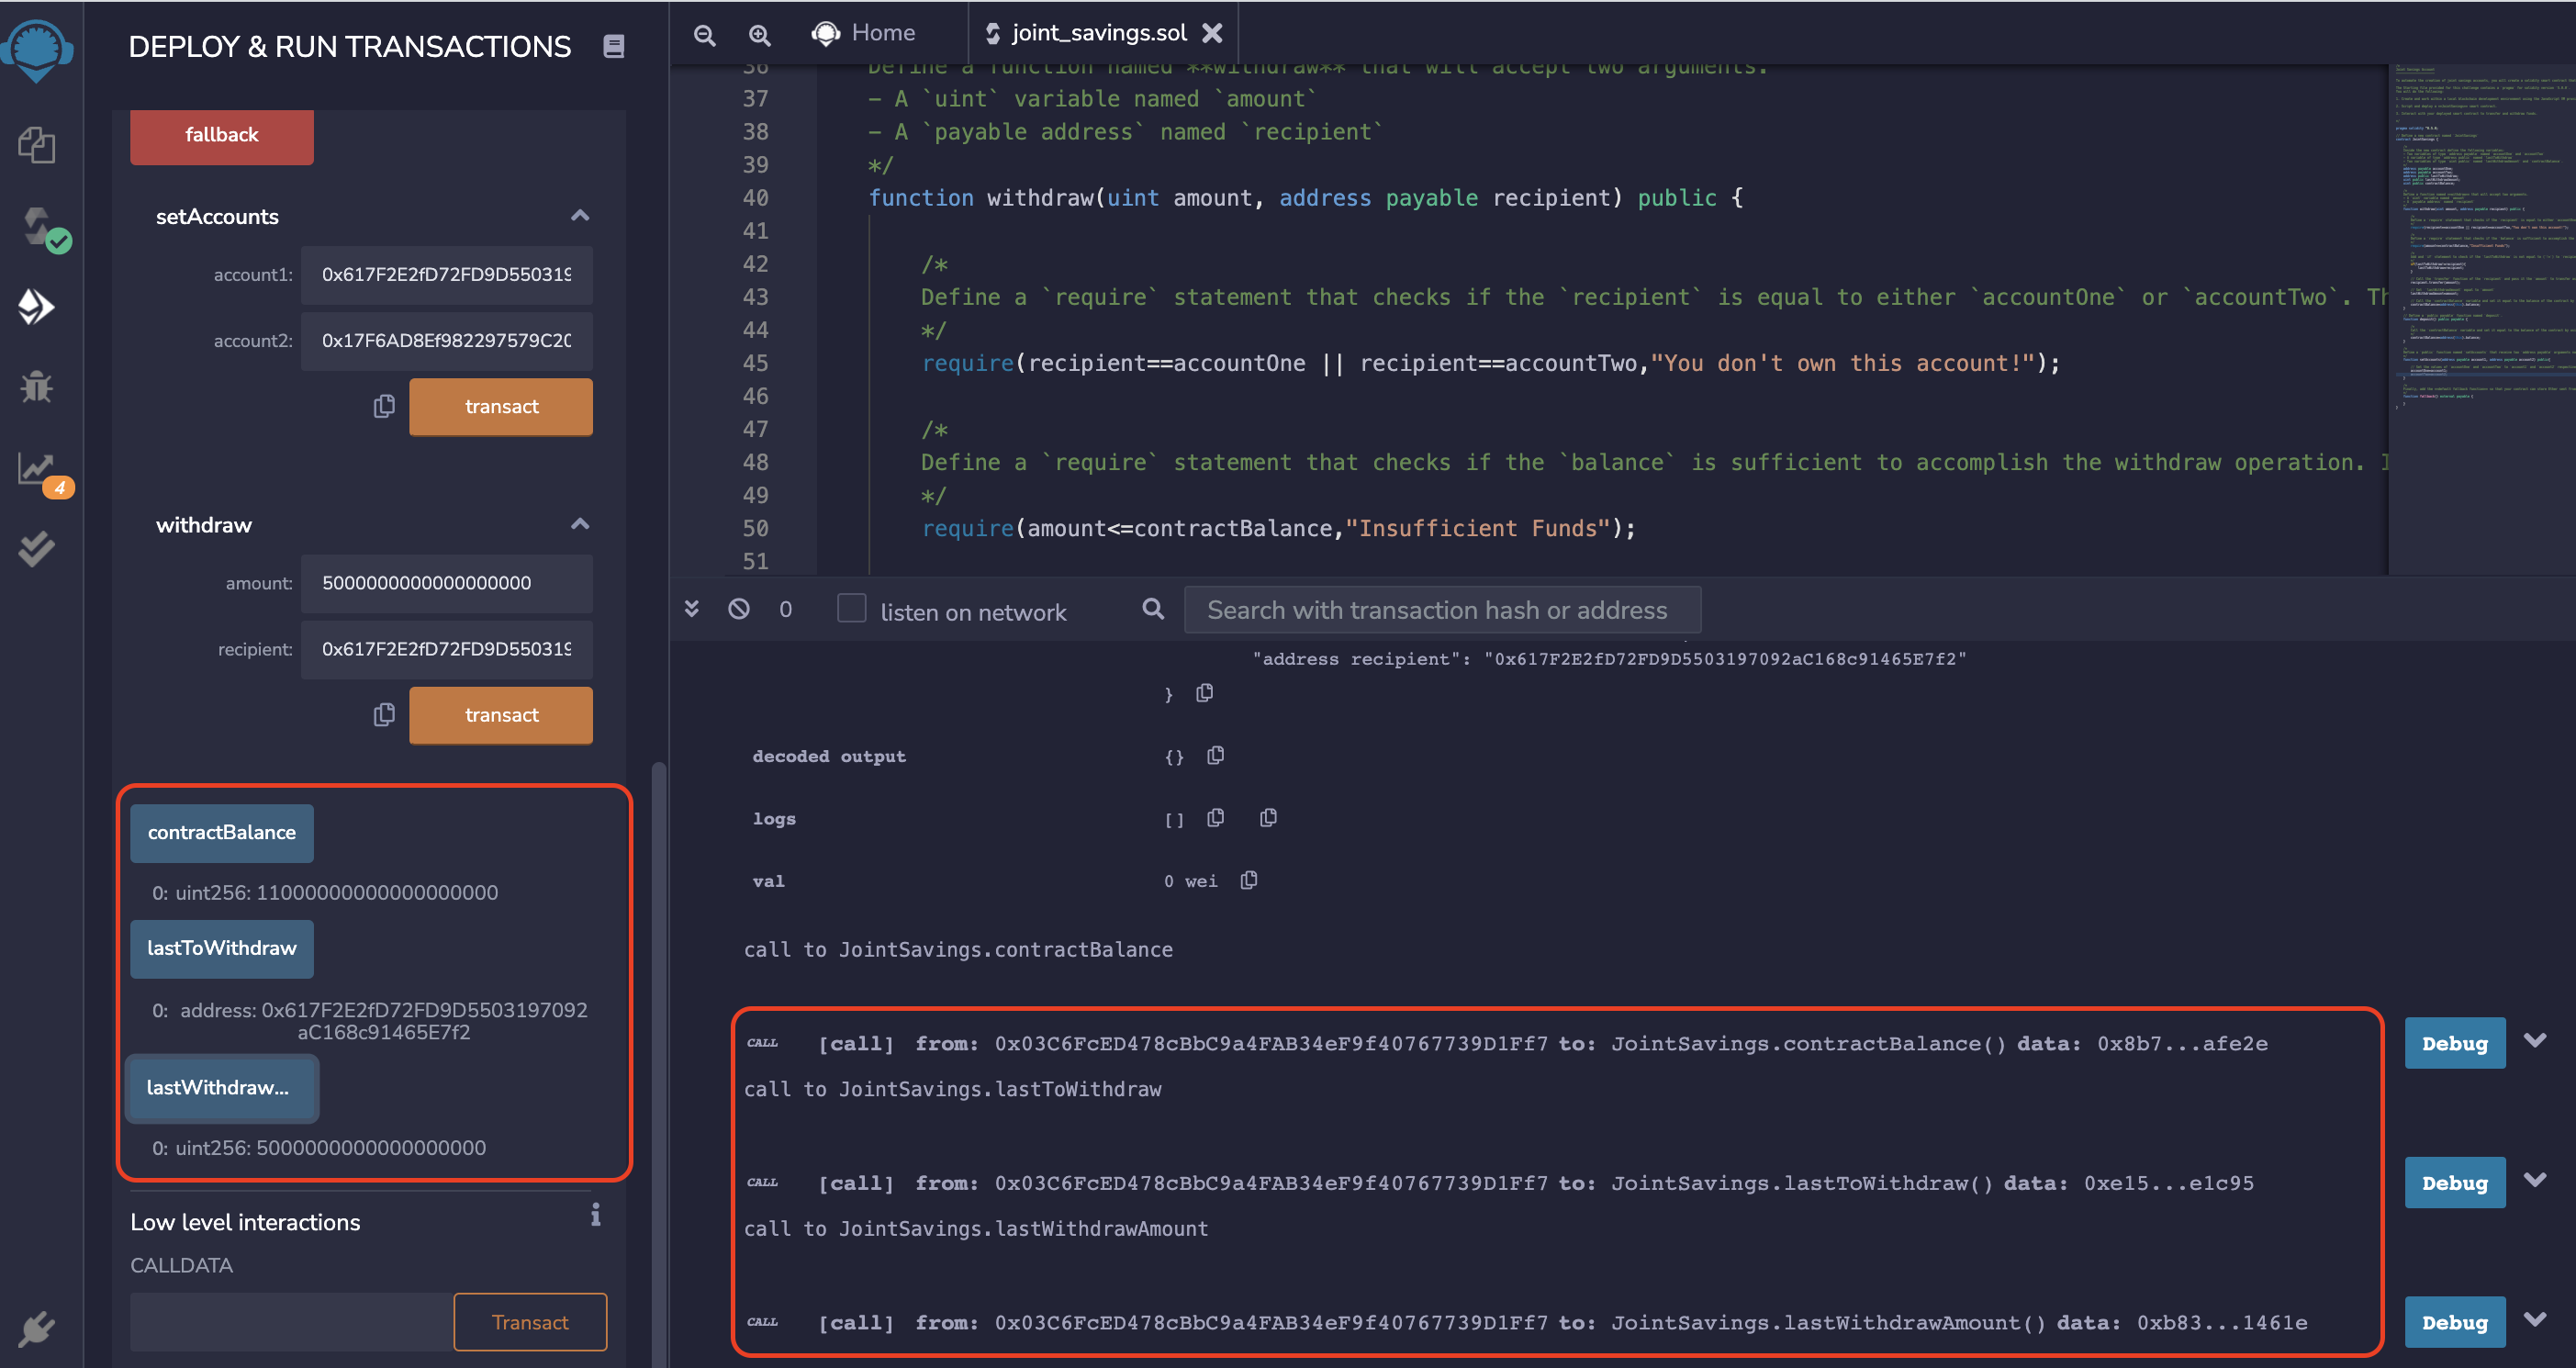 DEPLOY & RUN TRANSACTIONS
fallback
setAccounts
account1: 0x617F2E2fD72FD9D550319
account2: 0x17F6AD8Ef982297579C20
transact
4
withdraw
amount: 5000000000000000000
recipient: 0x617F2E2fD72FD9D550319
transact
contractBalance
0: uint256: 11000000000000000000
lastToWithdraw
0: address: 0x617F2E2fD72FD9D5503197092
aC168c91465E7f2
lastWithdraw...
0: uint256: 5000000000000000000
Low level interactions
i
CALLDATA
Transact
Home
joint_savings.sol
36 Define a function named **withdraw** that will accept two arguments:
37 - A `uint` variable named `amount`
38 - A `payable address` named `recipient`
39 */
40 function withdraw(uint amount, address payable recipient) public {
41
42 /*
43 Define a `require` statement that checks if the `recipient` is equal to either `accountOne` or `accountTwo`. Th
44 */
45 require(recipient==accountOne || recipient==accountTwo,"You don't own this account!");
46
47 /*
48 Define a `require` statement that checks if the `balance` is sufficient to accomplish the withdraw operation. I
49 */
50 require(amount<=contractBalance,"Insufficient Funds");
51
0 listen on network Search with transaction hash or address
"address recipient": "0x617F2E2fD72FD9D5503197092aC168c91465E7f2"
}
decoded output {}
logs []
val 0 wei
call to JointSavings.contractBalance
CALL [call] from: 0x03C6FcED478cBbC9a4FAB34eF9f40767739D1Ff7 to: JointSavings.contractBalance() data: 0x8b7...afe2e Debug
call to JointSavings.lastToWithdraw
CALL [call] from: 0x03C6FcED478cBbC9a4FAB34eF9f40767739D1Ff7 to: JointSavings.lastToWithdraw() data: 0xe15...e1c95 Debug
call to JointSavings.lastWithdrawAmount
CALL [call] from: 0x03C6FcED478cBbC9a4FAB34eF9f40767739D1Ff7 to: JointSavings.lastWithdrawAmount() data: 0xb83...1461e Debug